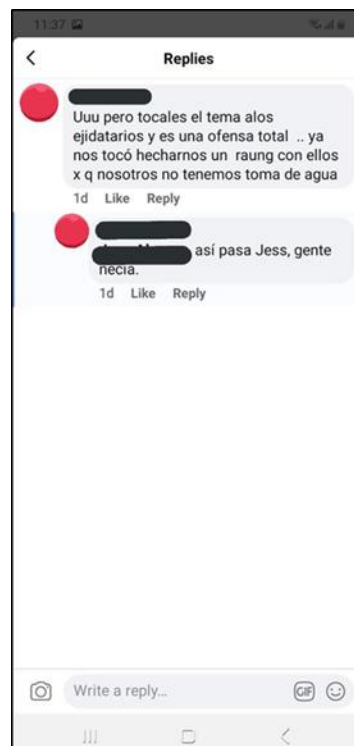 11:37
Replies
Uuu pero tocales el tema alos
ejidatarios y es una ofensa total .. ya
nos tocó hecharnos un raung con ellos
x q nosotros no tenemos toma de agua
1d Like Reply
así pasa Jess, gente
necia.
1d Like Reply
Write a reply...
GIF